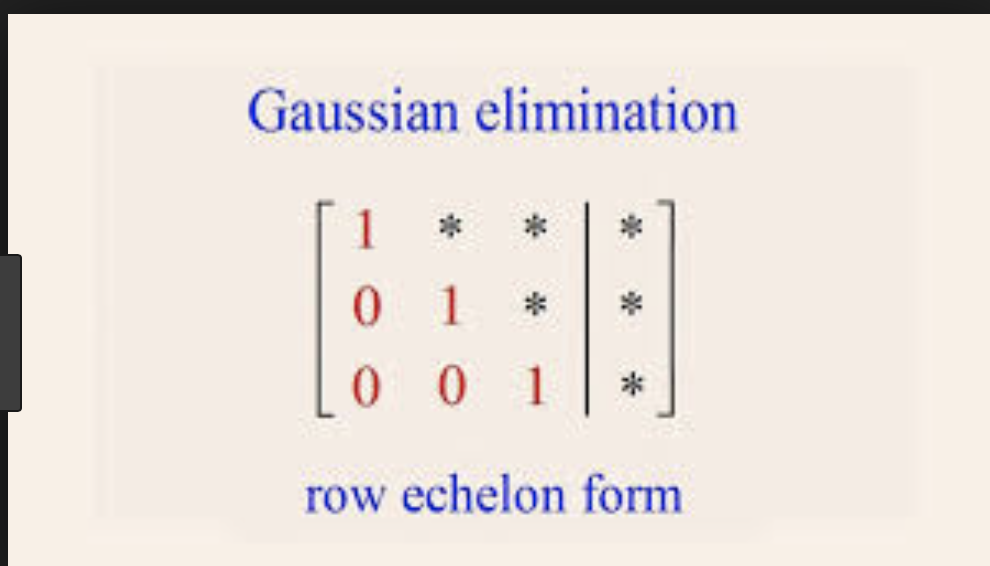 Gaussian elimination
1 * * | *
0 1 * | *
0 0 1 | *
row echelon form